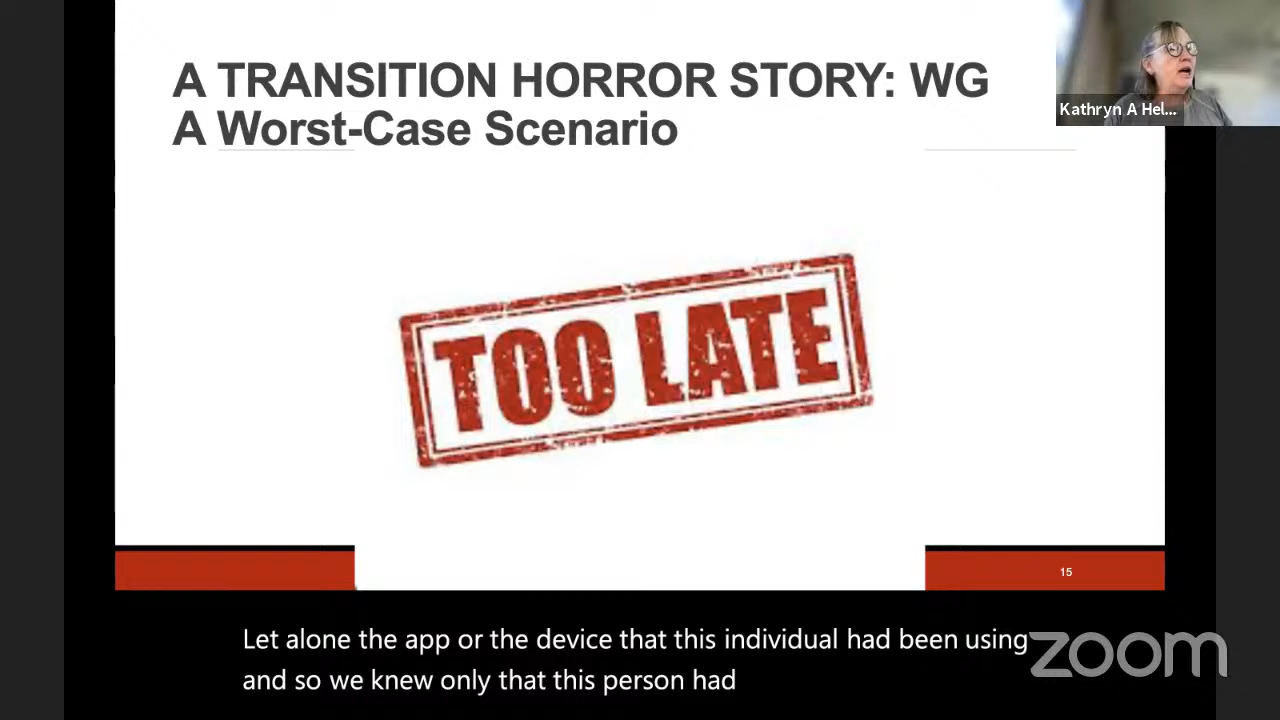 A TRANSITION HORROR STORY: WG
A Worst-Case Scenario
Kathryn A Hel...
TOO LATE
15
Let alone the app or the device that this individual had been using
and so we knew only that this person had
zoom